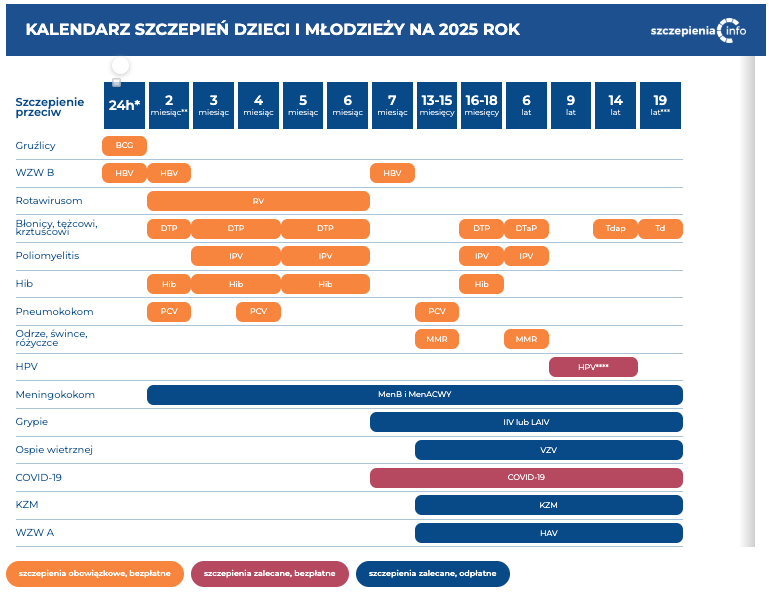 KALENDARZ SZCZEPIEŃ DZIECI I MŁODZIEŻY NA 2025 ROK
szczepienia info
Szczepienie
przeciw
24h*
2
miesiąc**
3
miesiąc
4
miesiąc
5
miesiąc
6
miesiąc
7
miesiąc
13-15
miesięcy
16-18
miesięcy
6
lat
9
lat
14
lat
19
lat***
Gruźlicy
BCG
WZW B
HBV HBV HBV
Rotawirusom
RV
Błonicy, tężcowi,
krztuścowi
DTP DTP DTP DTP DTaP Tdap Td
Poliomyelitis
IPV IPV IPV IPV
Hib
Hib Hib Hib Hib
Pneumokokom
PCV PCV PCV
Odrze, śwince,
różyczce
MMR MMR
HPV
HPV****
Meningokokom
MenB i MenACWY
Grypie
IIV lub LAIV
Ospie wietrznej
VZV
COVID-19
COVID-19
KZM
KZM
WZW A
HAV
szczepienia obowiązkowe, bezpłatne
szczepienia zalecane, bezpłatne
szczepienia zalecane, odpłatne